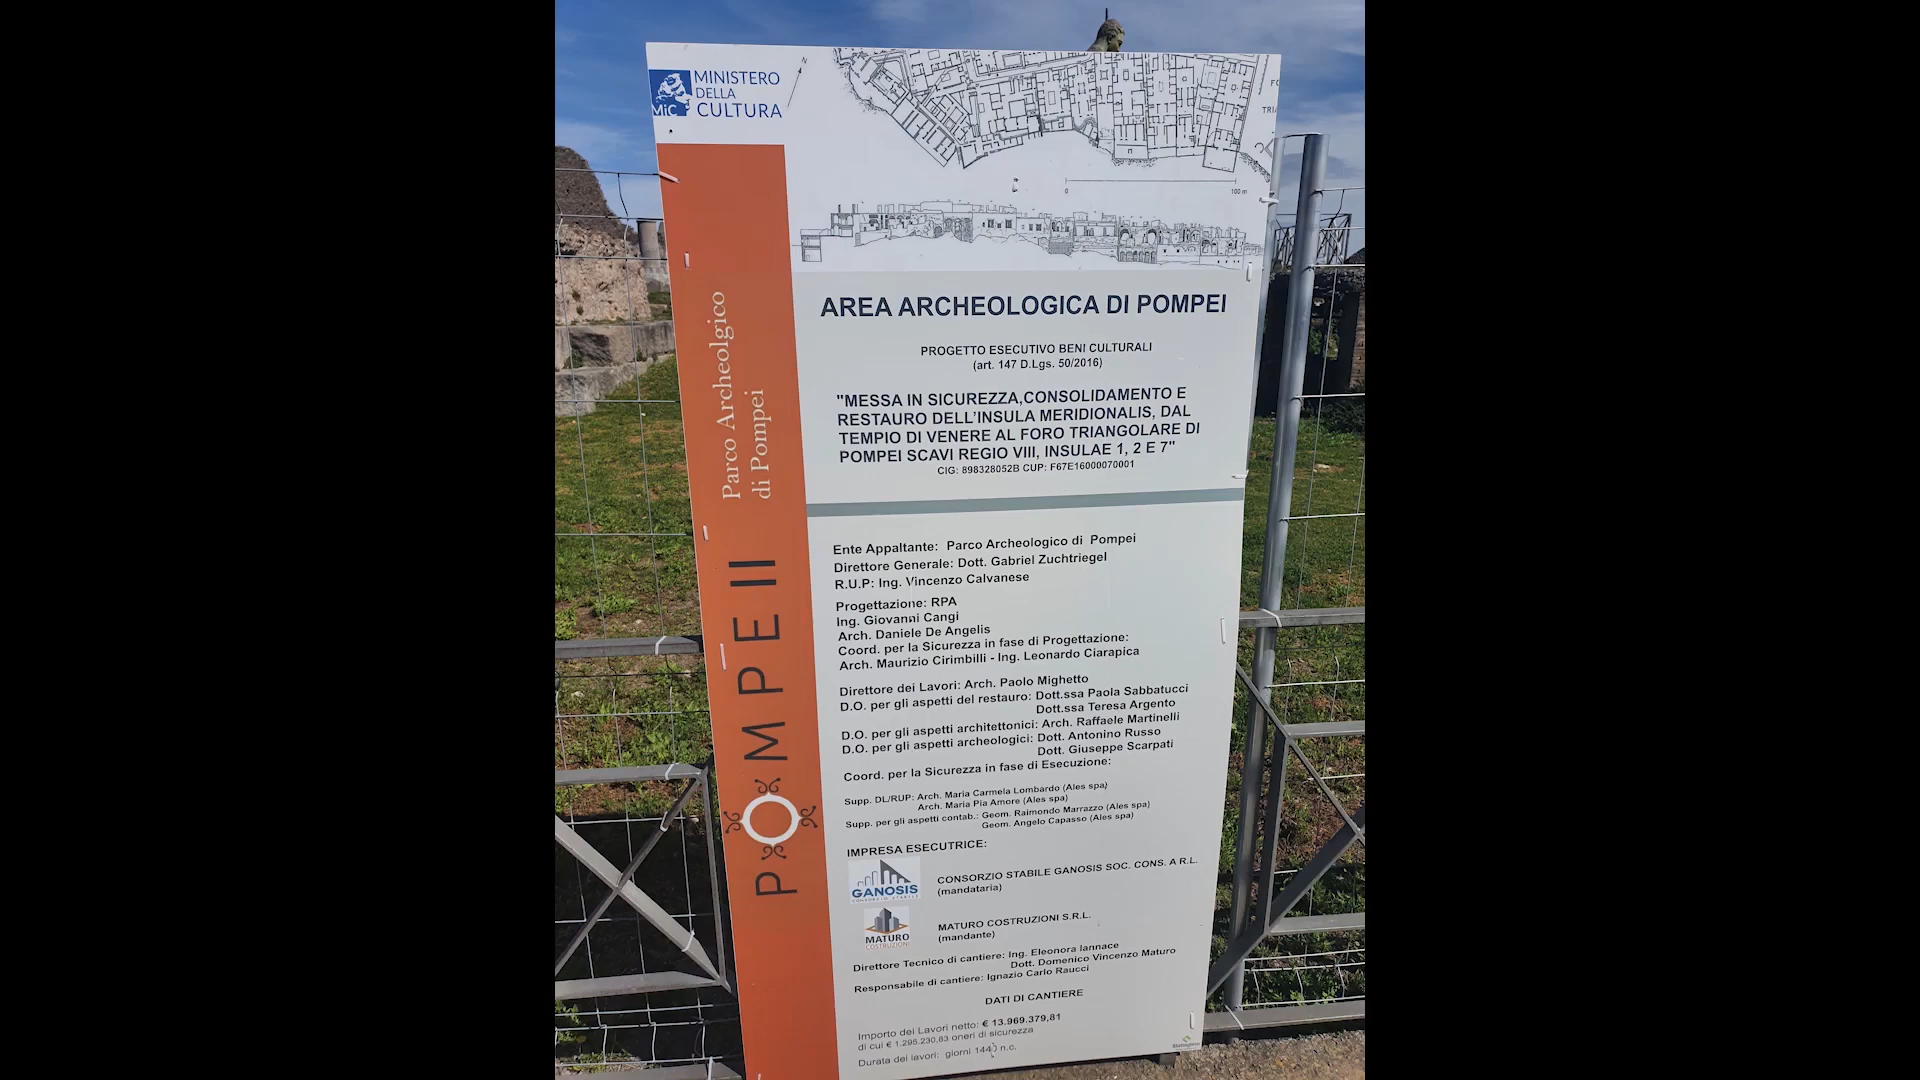 MiC
MINISTERO
DELLA
CULTURA
N
FO
TRI
0
100 m
Parco Archeolgico
di Pompei
POMPEII
AREA ARCHEOLOGICA DI POMPEI
PROGETTO ESECUTIVO BENI CULTURALI
(art. 147 D.Lgs. 50/2016)
"MESSA IN SICUREZZA,CONSOLIDAMENTO E
RESTAURO DELL'INSULA MERIDIONALIS, DAL
TEMPIO DI VENERE AL FORO TRIANGOLARE DI
POMPEI SCAVI REGIO VIII, INSULAE 1, 2 E 7"
CIG: 898328052B CUP: F67E16000070001
Ente Appaltante: Parco Archeologico di Pompei
Direttore Generale: Dott. Gabriel Zuchtriegel
R.U.P: Ing. Vincenzo Calvanese
Progettazione: RPA
Ing. Giovanni Cangi
Arch. Daniele De Angelis
Coord. per la Sicurezza in fase di Progettazione:
Arch. Maurizio Cirimbilli - Ing. Leonardo Ciarapica
Direttore dei Lavori: Arch. Paolo Mighetto
D.O. per gli aspetti del restauro: Dott.ssa Paola Sabbatucci
Dott.ssa Teresa Argento
D.O. per gli aspetti architettonici: Arch. Raffaele Martinelli
D.O. per gli aspetti archeologici: Dott. Antonino Russo
Dott. Giuseppe Scarpati
Coord. per la Sicurezza in fase di Esecuzione:
Supp. DL/RUP: Arch. Maria Carmela Lombardo (Ales spa)
Arch. Maria Pia Amore (Ales spa)
Supp. per gli aspetti contab.: Geom. Raimondo Marrazzo (Ales spa)
Geom. Angelo Capasso (Ales spa)
IMPRESA ESECUTRICE:
GANOSIS
CONSORZIO STABILE
CONSORZIO STABILE GANOSIS SOC. CONS. A R.L.
(mandataria)
MATURO
COSTRUZIONI
MATURO COSTRUZIONI S.R.L.
(mandante)
Direttore Tecnico di cantiere: Ing. Eleonora Iannace
Dott. Domenico Vincenzo Maturo
Responsabile di cantiere: Ignazio Carlo Raucci
DATI DI CANTIERE
Importo dei Lavori netto: € 13.969.379,81
di cui € 1.295.230,83 oneri di sicurezza
Durata dei lavori: giorni 1440 n.c.